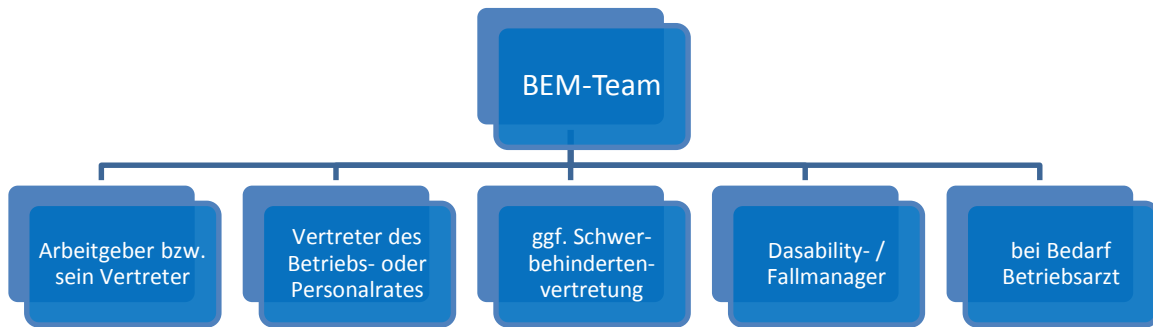 BEM-Team
Arbeitgeber bzw.
sein Vertreter
Vertreter des
Betriebs- oder
Personalrates
ggf. Schwer-
behinderten-
vertretung
Dasability- /
Fallmanager
bei Bedarf
Betriebsarzt